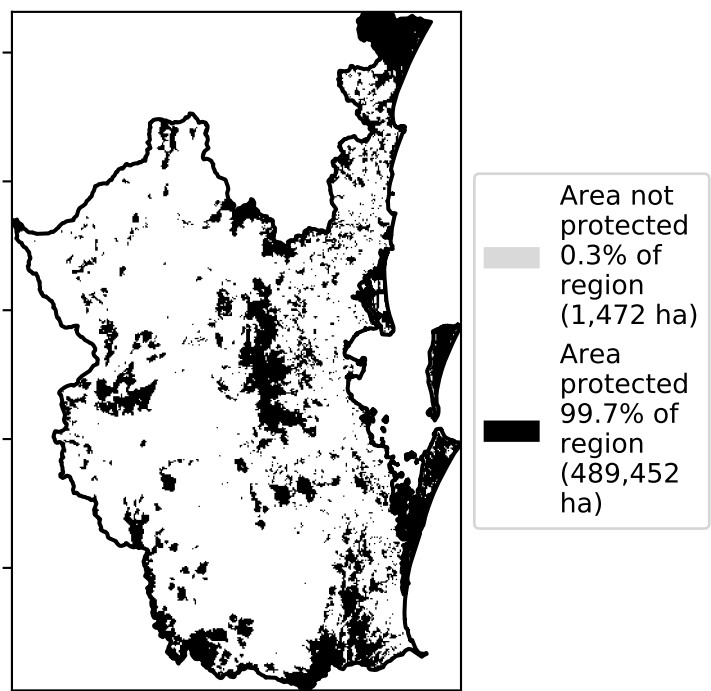 Area not
protected
0.3% of
region
(1,472 ha)
Area
protected
99.7% of
region
(489,452
ha)